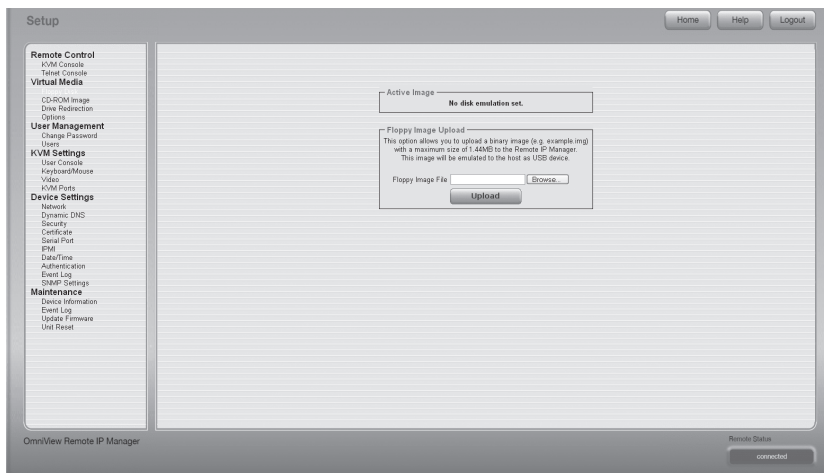 Setup
Home
Help
Logout
Remote Control
KVM Console
Telnet Console
Virtual Media
CD-ROM Image
Drive Redirection
Options
User Management
Change Password
Users
KVM Settings
User Console
Keyboard/Mouse
Video
KVM Ports
Device Settings
Network
Dynamic DNS
Security
Certificate
Serial Port
IPMI
Date/Time
Authentication
Event Log
SNMP Settings
Maintenance
Device Information
Event Log
Update Firmware
Unit Reset
Active Image
No disk emulation set.
Floppy Image Upload
This option allows you to upload a binary image (e.g. example.img)
with a maximum size of 1.44MB to the Remote IP Manager.
This image will be emulated to the host as USB device.
Floppy Image File
Browse...
Upload
OmniView Remote IP Manager
Remote Status
connected